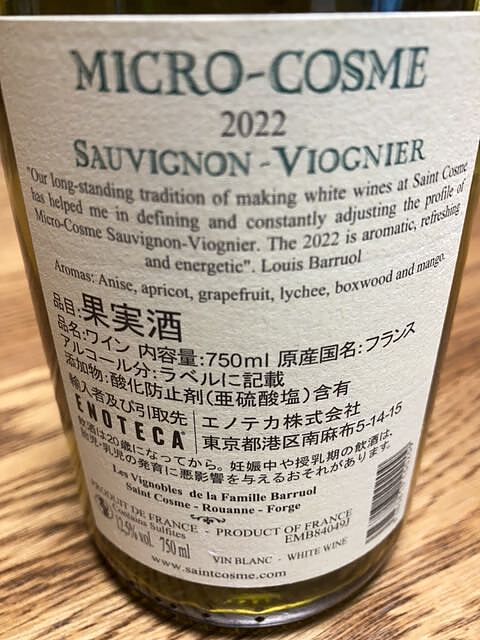 MICRO-COSME
2022
SAUVIGNON - VIOGNIER
"Our long-standing tradition of making white wines at Saint Cosme
has helped me in defining and constantly adjusting the profile of
Micro-Cosme Sauvignon-Viognier. The 2022 is aromatic, refreshing
and energetic". Louis Barruol
Aromas: Anise, apricot, grapefruit, lychee, boxwood and mango.
品目:果実酒
品名:ワイン 内容量:750ml 原産国名:フランス
アルコール分:ラベルに記載
添加物:酸化防止剤(亜硫酸塩)含有
輸入者及び引取先 エノテカ株式会社
ENOTECA 東京都港区南麻布5-14-15
飲酒は20歳になってから。妊娠中や授乳期の飲酒は、
胎児・乳児の発育に悪影響を与えるおそれがあります。
Les Vignobles de la Famille Barruol
Saint Cosme - Rouanne - Forge
PRODUIT DE FRANCE - PRODUCT OF FRANCE
Contains Sulfites EMB84049J
12,5% vol. 750 ml VIN BLANC - WHITE WINE
www.saintcosme.com